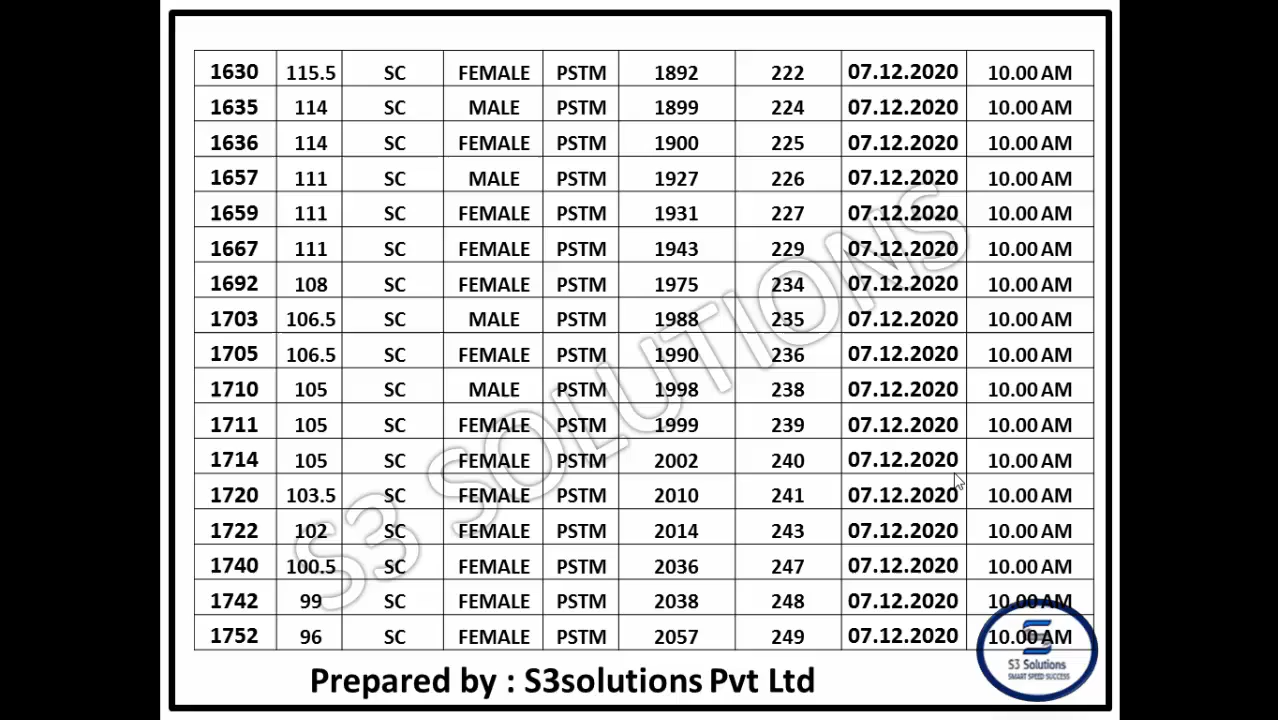 1630 115.5 SC FEMALE PSTM 1892 222 07.12.2020 10.00 AM
1635 114 SC MALE PSTM 1899 224 07.12.2020 10.00 AM
1636 114 SC FEMALE PSTM 1900 225 07.12.2020 10.00 AM
1657 111 SC MALE PSTM 1927 226 07.12.2020 10.00 AM
1659 111 SC FEMALE PSTM 1931 227 07.12.2020 10.00 AM
1667 111 SC FEMALE PSTM 1943 229 07.12.2020 10.00 AM
1692 108 SC FEMALE PSTM 1975 234 07.12.2020 10.00 AM
1703 106.5 SC MALE PSTM 1988 235 07.12.2020 10.00 AM
1705 106.5 SC FEMALE PSTM 1990 236 07.12.2020 10.00 AM
1710 105 SC MALE PSTM 1998 238 07.12.2020 10.00 AM
1711 105 SC FEMALE PSTM 1999 239 07.12.2020 10.00 AM
1714 105 SC FEMALE PSTM 2002 240 07.12.2020 10.00 AM
1720 103.5 SC FEMALE PSTM 2010 241 07.12.2020 10.00 AM
1722 102 SC FEMALE PSTM 2014 243 07.12.2020 10.00 AM
1740 100.5 SC FEMALE PSTM 2036 247 07.12.2020 10.00 AM
1742 99 SC FEMALE PSTM 2038 248 07.12.2020 10.00 AM
1752 96 SC FEMALE PSTM 2057 249 07.12.2020 10.00 AM
S3 SOLUTIONS
S3 Solutions
SMART SPEED SUCCESS
Prepared by : S3solutions Pvt Ltd